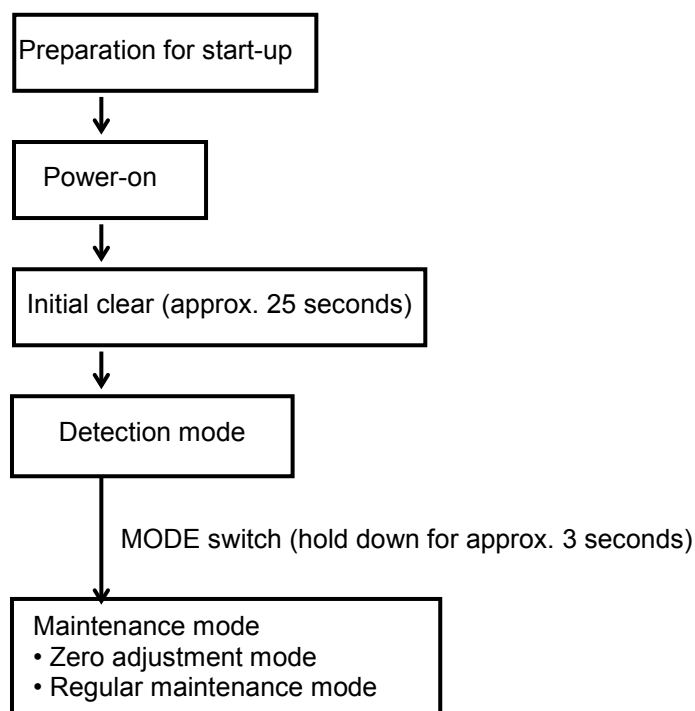 Preparation for start-up
Power-on
Initial clear (approx. 25 seconds)
Detection mode
MODE switch (hold down for approx. 3 seconds)
Maintenance mode
• Zero adjustment mode
• Regular maintenance mode